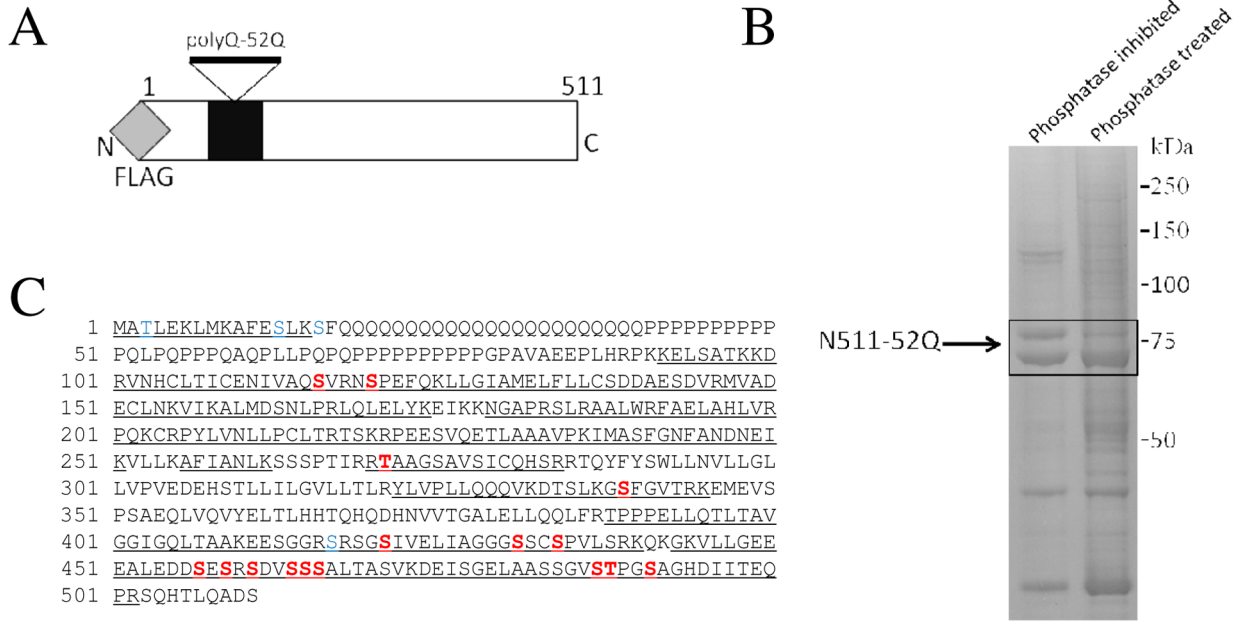 A
polyQ-52Q
1
511
N
C
FLAG
B
Phosphatase inhibited
Phosphatase treated
kDa
-250
-150
-100
N511-52Q
-75
-50
C
1 MATLEKLMKAFESLKSFQQQQQQQQQQQQQQQQQQQQQQQPPPPPPPPPP
51 PQLPQPPPQAQPLLPQPQPPPPPPPPPPGPAVAEEPLHRPKKELSATKKD
101 RVNHCLTICENIVAQSVRNSPEFQKLLGIAMELFLLCSDDAESDVRMVAD
151 ECLNKVIKALMDSNLPRLQLELYKEIKKNGAPRSLRAALWRFAELAHLVR
201 PQKCRPYLVNLLPCLTRTSKRPEESVQETLAAAVPKIMASFGNFANDNEI
251 KVLLKAFIANLKSSSPTIRRTAAGSAVSICQHSRRTQYFYSWLLNVLLGL
301 LVPVEDEHSTLLILGVLLTLRYLVPLLQQQVKDTSLKGSFGVTRKEMEVS
351 PSAEQLVQVYELTLHHTQHQDHNVVTGALELLQQLFRTPPPELLQTLTAV
401 GGIGQLTAAKEESGGRSRSGSIVELIAGGGSSCSPVLSRKQKGKVLLGEE
451 EALEDDSESRSDVSSSALTASVKDEISGELAASSGVSTPGSAGHDIITEQ
501 PRSQHTLQADS